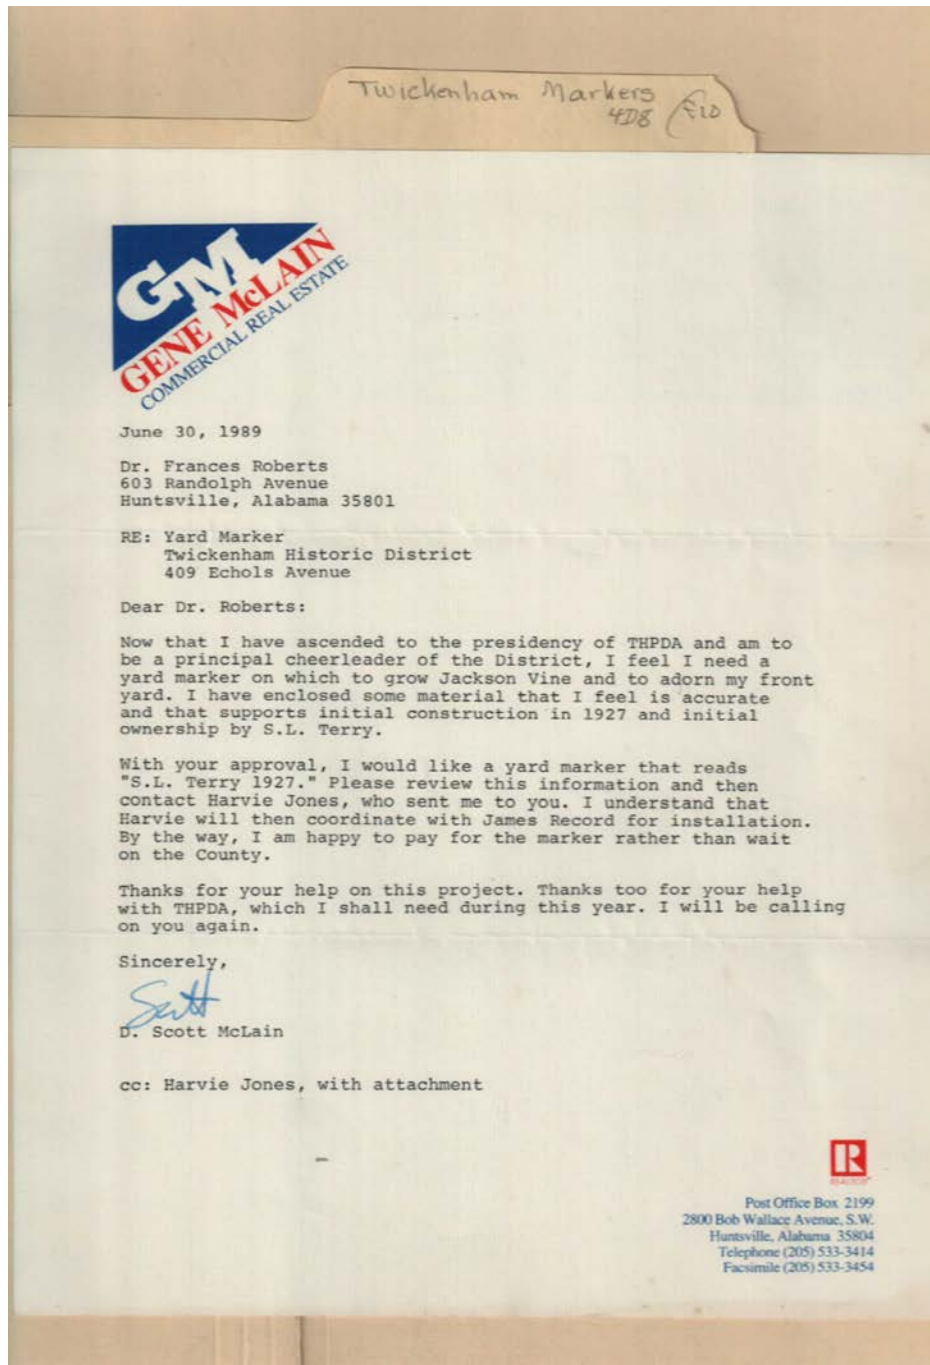 Twickenham Markers
4D8
GM
GENE McLAIN
COMMERCIAL REAL ESTATE
June 30, 1989
Dr. Frances Roberts
603 Randolph Avenue
Huntsville, Alabama 35801
RE: Yard Marker
Twickenham Historic District
409 Echols Avenue
Dear Dr. Roberts:
Now that I have ascended to the presidency of THPDA and am to
be a principal cheerleader of the District, I feel I need a
yard marker on which to grow Jackson Vine and to adorn my front
yard. I have enclosed some material that I feel is accurate
and that supports initial construction in 1927 and initial
ownership by S.L. Terry.
With your approval, I would like a yard marker that reads
"S.L. Terry 1927." Please review this information and then
contact Harvie Jones, who sent me to you. I understand that
Harvie will then coordinate with James Record for installation.
By the way, I am happy to pay for the marker rather than wait
on the County.
Thanks for your help on this project. Thanks too for your help
with THPDA, which I shall need during this year. I will be calling
on you again.
Sincerely,
Scott
D. Scott McLain
cc: Harvie Jones, with attachment
R
REALTOR
Post Office Box 2199
2800 Bob Wallace Avenue, S.W.
Huntsville, Alabama 35804
Telephone (205) 533-3414
Facsimile (205) 533-3454